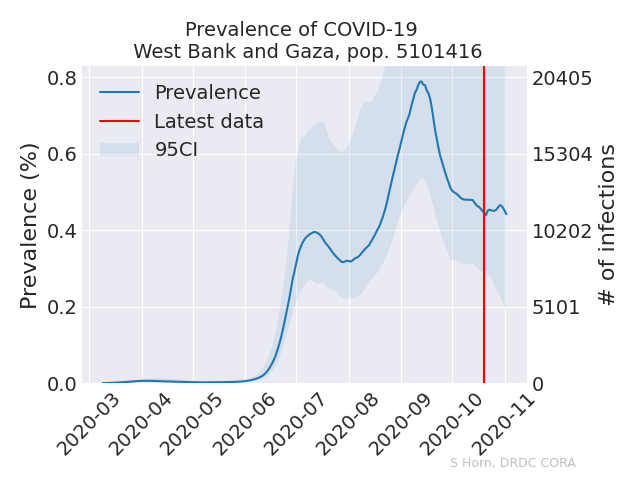 Prevalence of COVID-19
West Bank and Gaza, pop. 5101416
Prevalence
Latest data
95CI
Prevalence (%)
0.8
0.6
0.4
0.2
0.0
20405
15304
10202
5101
0
# of infections
2020-03
2020-04
2020-05
2020-06
2020-07
2020-08
2020-09
2020-10
2020-11
S Horn, DRDC CORA